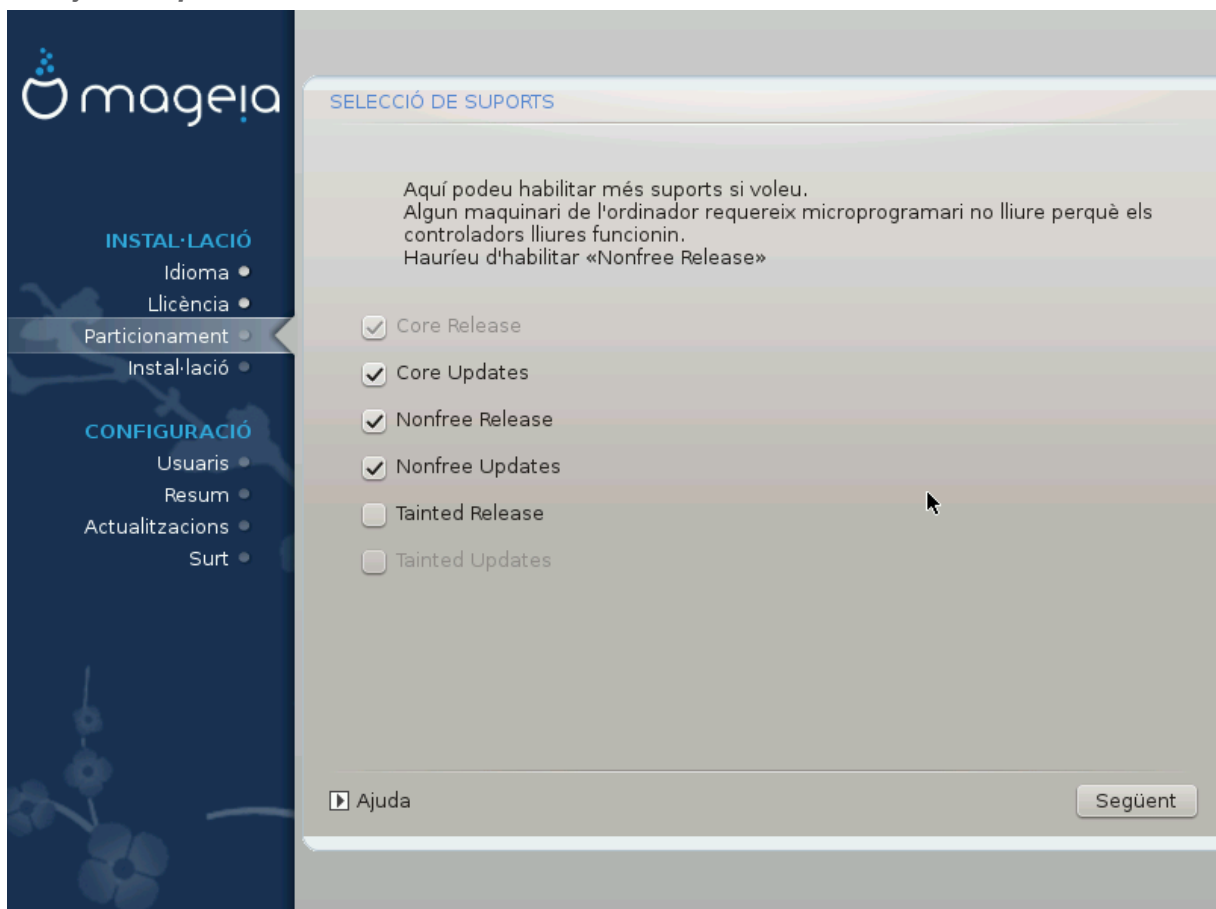 mageia
INSTAL·LACIÓ
Idioma
Llicència
Particionament
Instal·lació
CONFIGURACIÓ
Usuaris
Resum
Actualitzacions
Surt
SELECCIÓ DE SUPORTS
Aquí podeu habilitar més suports si voleu.
Algun maquinari de l'ordinador requereix microprogramari no lliure perquè els
controladors lliures funcionin.
Hauríeu d'habilitar «Nonfree Release»
Core Release
Core Updates
Nonfree Release
Nonfree Updates
Tainted Release
Tainted Updates
Ajuda
Següent